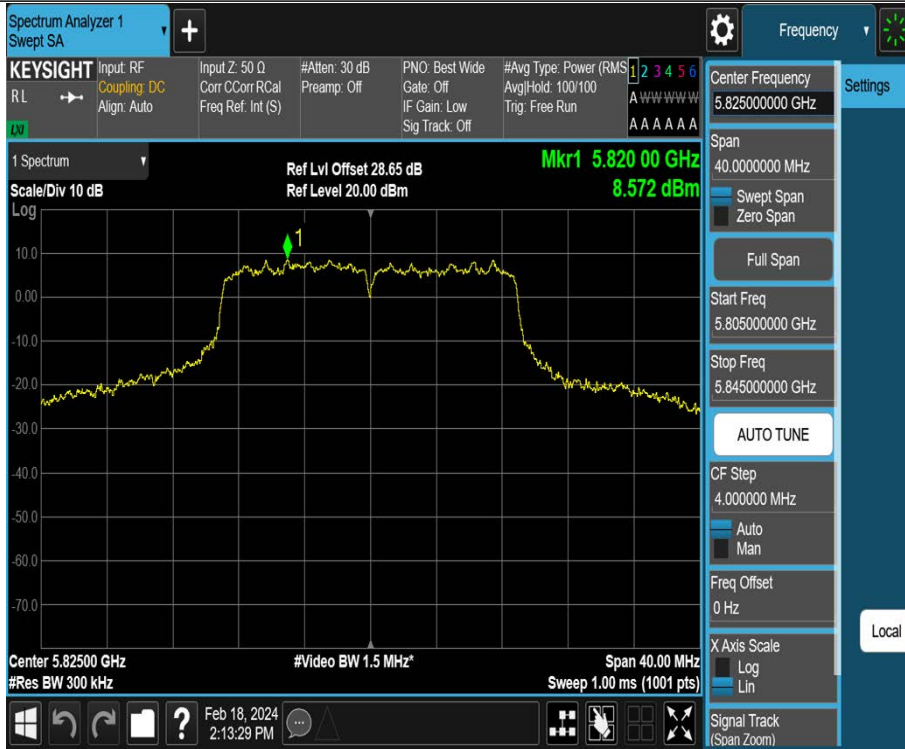 Spectrum Analyzer 1
Swept SA
+
Frequency
KEYSIGHT
RL
LXI
Input: RF
Coupling: DC
Align: Auto
Input Z: 50 Ω
Corr CCorr RCal
Freq Ref: Int (S)
#Atten: 30 dB
Preamp: Off
PNO: Best Wide
Gate: Off
IF Gain: Low
Sig Track: Off
#Avg Type: Power (RMS
Avg|Hold: 100/100
Trig: Free Run
1 2 3 4 5 6
A W W W W W
A A A A A A
Center Frequency
5.825000000 GHz
Settings
Span
40.0000000 MHz
Swept Span
Zero Span
Full Span
Start Freq
5.805000000 GHz
Stop Freq
5.845000000 GHz
AUTO TUNE
CF Step
4.000000 MHz
Auto
Man
Freq Offset
0 Hz
X Axis Scale
Log
Lin
Local
Signal Track
(Span Zoom)
1 Spectrum
Scale/Div 10 dB
Log
Ref Lvl Offset 28.65 dB
Ref Level 20.00 dBm
Mkr1 5.820 00 GHz
8.572 dBm
1
10.0
0.00
-10.0
-20.0
-30.0
-40.0
-50.0
-60.0
-70.0
Center 5.82500 GHz
#Res BW 300 kHz
#Video BW 1.5 MHz*
Span 40.00 MHz
Sweep 1.00 ms (1001 pts)
?
Feb 18, 2024
2:13:29 PM